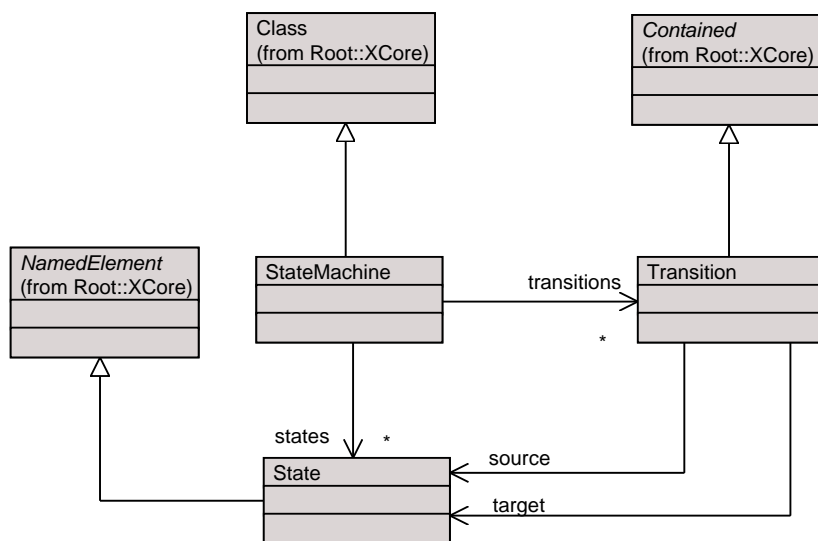 Class
(from Root::XCore)
Contained
(from Root::XCore)
NamedElement
(from Root::XCore)
StateMachine
Transition
transitions
*
states
*
State
source
target